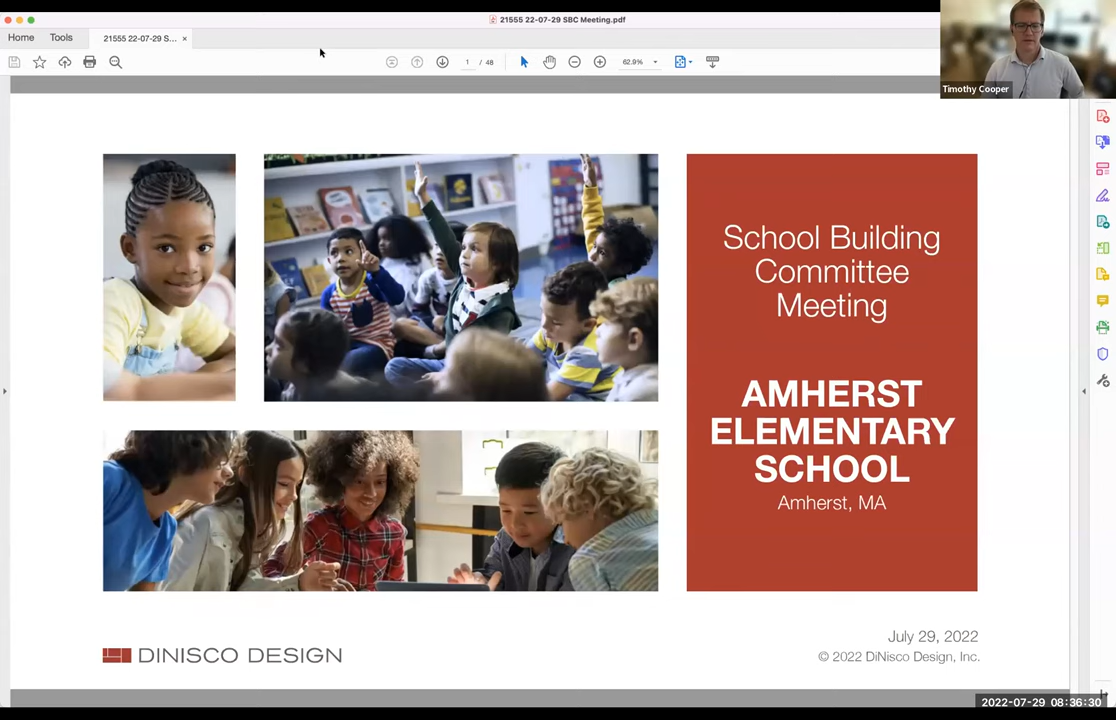 21555 22-07-29 SBC Meeting.pdf
Home Tools 21555 22-07-29 S... ×
1 / 48 62.9%
Timothy Cooper
School Building
Committee
Meeting
AMHERST
ELEMENTARY
SCHOOL
Amherst, MA
DINISCO DESIGN
July 29, 2022
© 2022 DiNisco Design, Inc.
2022-07-29 08:36:30